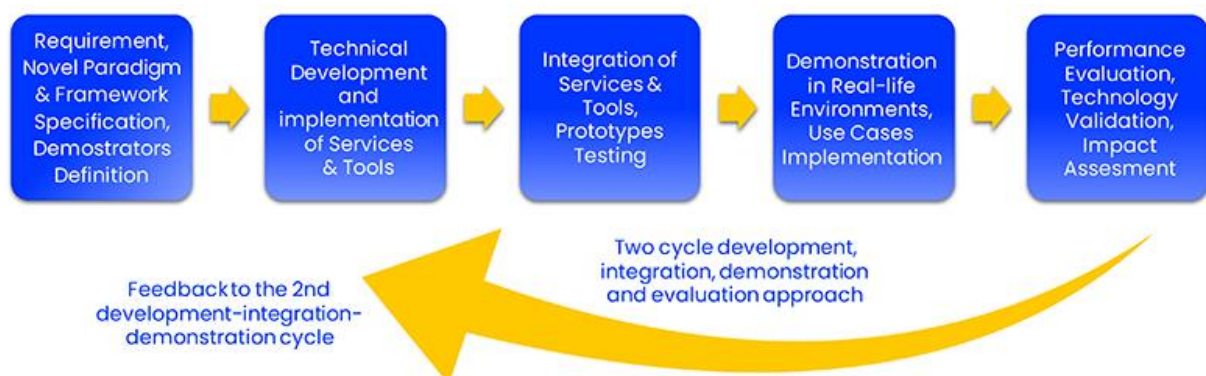 Requirement,
Novel Paradigm
& Framework
Specification,
Demostrators
Definition
Technical
Development
and
implementation
of Services
& Tools
Integration of
Services &
Tools,
Prototypes
Testing
Demonstration
in Real-life
Environments,
Use Cases
Implementation
Performance
Evaluation,
Technology
Validation,
Impact
Assesment
Two cycle development,
integration, demonstration
and evaluation approach
Feedback to the 2nd
development-integration-
demonstration cycle